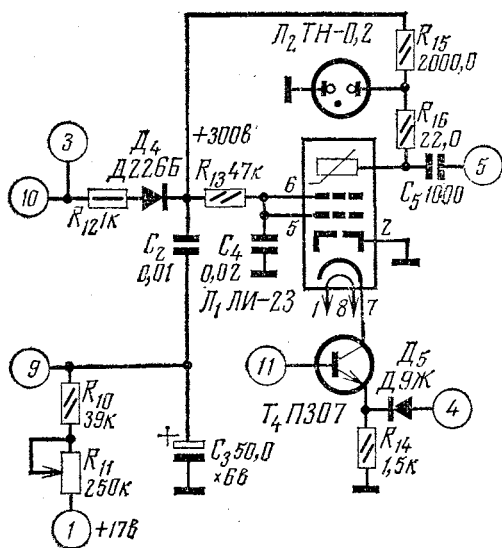 Л₂ ТН-0,2
R₁₅
2000,0
3
+300в
Д₄
Д226Б
R₁₆
22,0
R₁₃ 47к
10
R₁₂ 1к
6
5
C₅ 1000
5
2
C₂
0,01
C₄
0,02
Л₁ ЛИ-23
1 8 7
9
11
Д₅
Д9Ж
4
R₁₀
39к
T₄ П307
R₁₁
250к
C₃ 50,0
×6в
R₁₄
1,5к
1
+17в